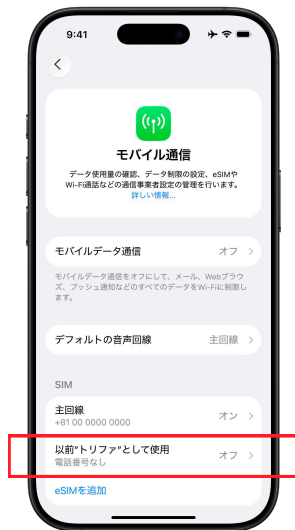 9:41
モバイル通信
データ使用量の確認、データ制限の設定、eSIMや
Wi-Fi通話などの通信事業者設定の管理を行います。
詳しい情報...
モバイルデータ通信 オフ
モバイルデータ通信をオフにして、メール、Webブラウ
ズ、プッシュ通知などのすべてのデータをWi-Fiに制限し
ます。
デフォルトの音声回線 主回線
SIM
主回線 オン
+81 00 0000 0000
以前"トリファ"として使用 オフ
電話番号なし
eSIMを追加